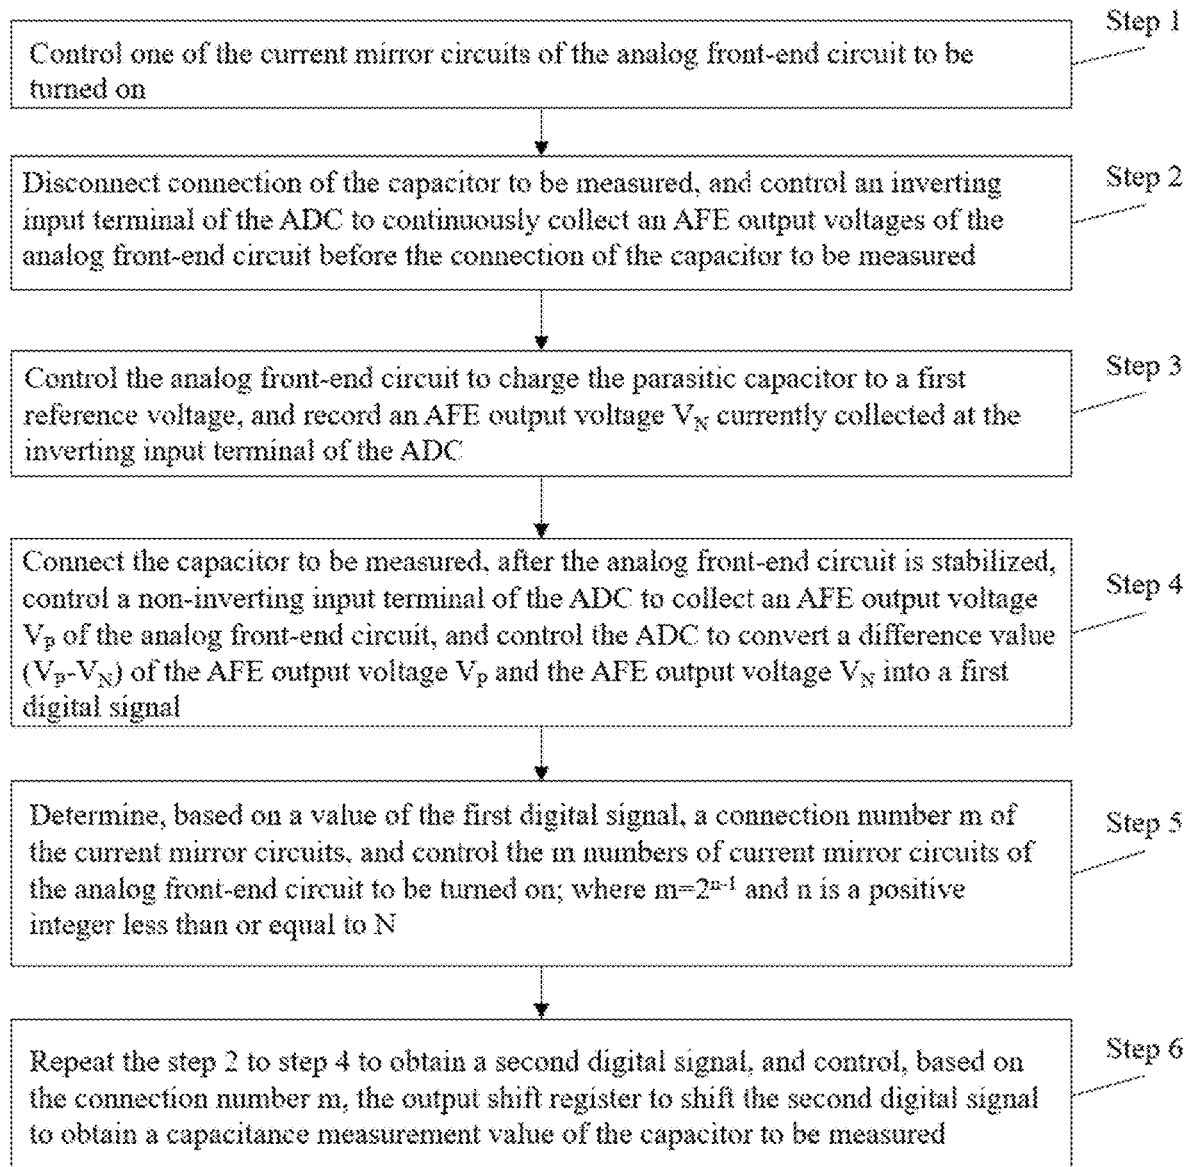 Step 1
Control one of the current mirror circuits of the analog front-end circuit to be
turned on
Step 2
Disconnect connection of the capacitor to be measured, and control an inverting
input terminal of the ADC to continuously collect an AFE output voltages of the
analog front-end circuit before the connection of the capacitor to be measured
Step 3
Control the analog front-end circuit to charge the parasitic capacitor to a first
reference voltage, and record an AFE output voltage V_N currently collected at the
inverting input terminal of the ADC
Step 4
Connect the capacitor to be measured, after the analog front-end circuit is stabilized,
control a non-inverting input terminal of the ADC to collect an AFE output voltage
V_P of the analog front-end circuit, and control the ADC to convert a difference value
(V_P-V_N) of the AFE output voltage V_P and the AFE output voltage V_N into a first
digital signal
Step 5
Determine, based on a value of the first digital signal, a connection number m of
the current mirror circuits, and control the m numbers of current mirror circuits of
the analog front-end circuit to be turned on; where m=2^{n-1} and n is a positive
integer less than or equal to N
Step 6
Repeat the step 2 to step 4 to obtain a second digital signal, and control, based on
the connection number m, the output shift register to shift the second digital signal
to obtain a capacitance measurement value of the capacitor to be measured